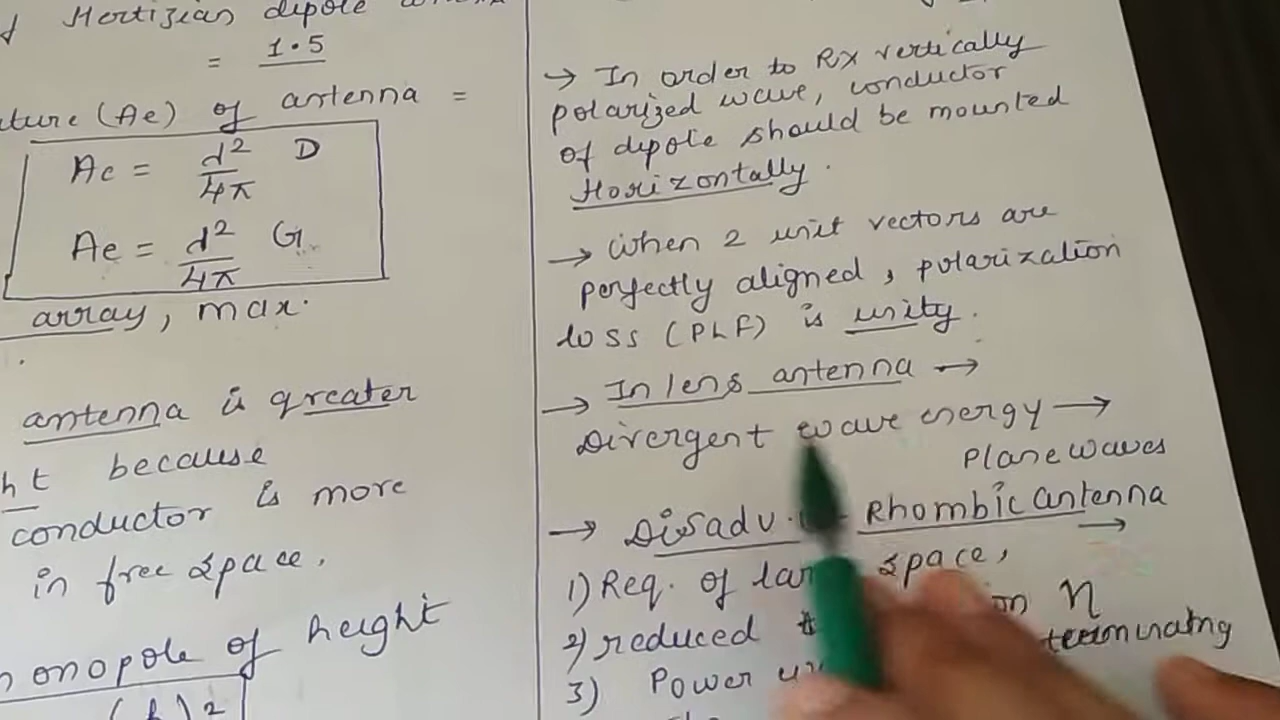 Hertizian dipole
= 1.5
(Ae) of antenna =
Ae = λ²/4π D
Ae = λ²/4π G
array, max.
antenna is greater
ht because
conductor is more
in free space.
monopole of height
→ In order to Rx vertically
polarized wave, conductor
of dipole should be mounted
Horizontally.
→ When 2 unit vectors are
perfectly aligned, polarization
loss (PLF) is unity.
→ In lens antenna →
Divergent wave energy →
Plane waves
→ Disadv. Rhombic antenna →
1) Req. of space,
2) reduced η
3) Power terminating